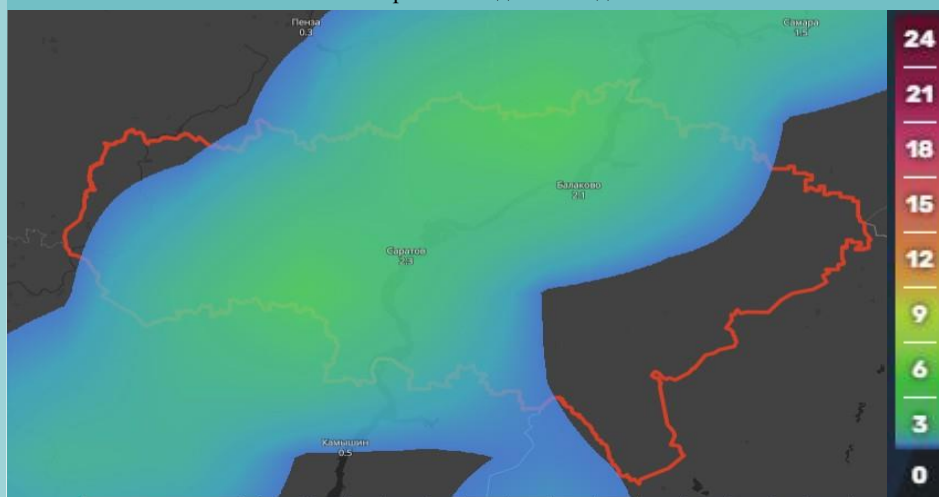 Пенза
0.3
Самара
1.5
Балаково
2.1
Саратов
2.3
Камышин
0.5
24
21
18
15
12
9
6
3
0